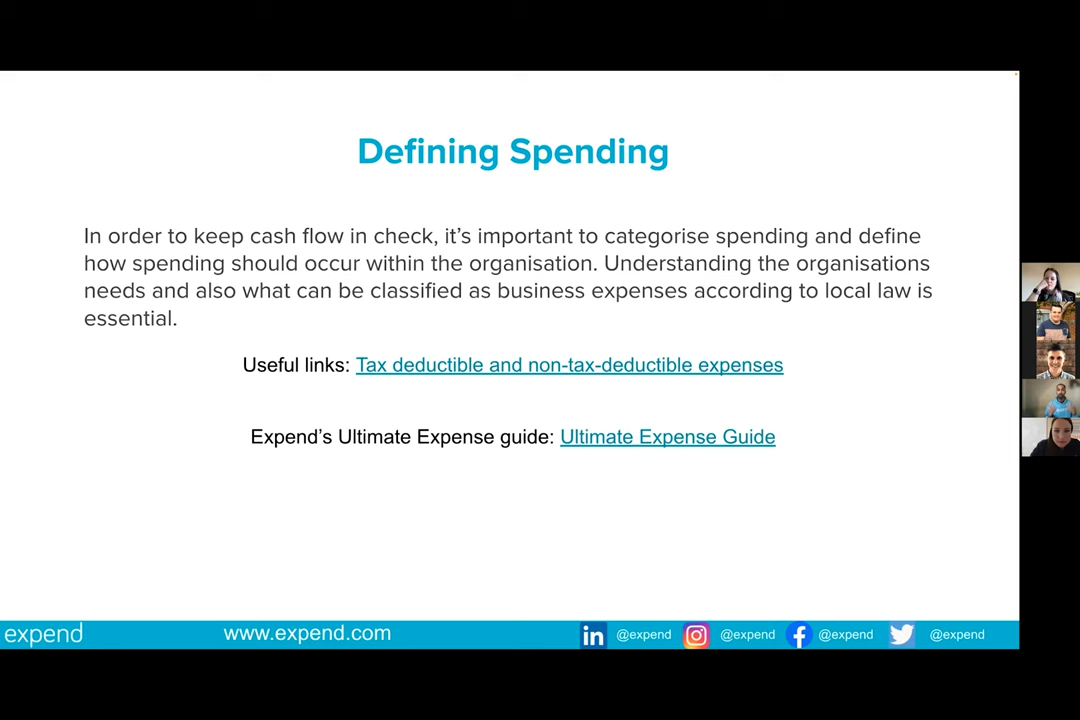 Defining Spending
In order to keep cash flow in check, it’s important to categorise spending and define
how spending should occur within the organisation. Understanding the organisations
needs and also what can be classified as business expenses according to local law is
essential.
Useful links: Tax deductible and non-tax-deductible expenses
Expend’s Ultimate Expense guide: Ultimate Expense Guide
expend www.expend.com in @expend @expend f @expend @expend